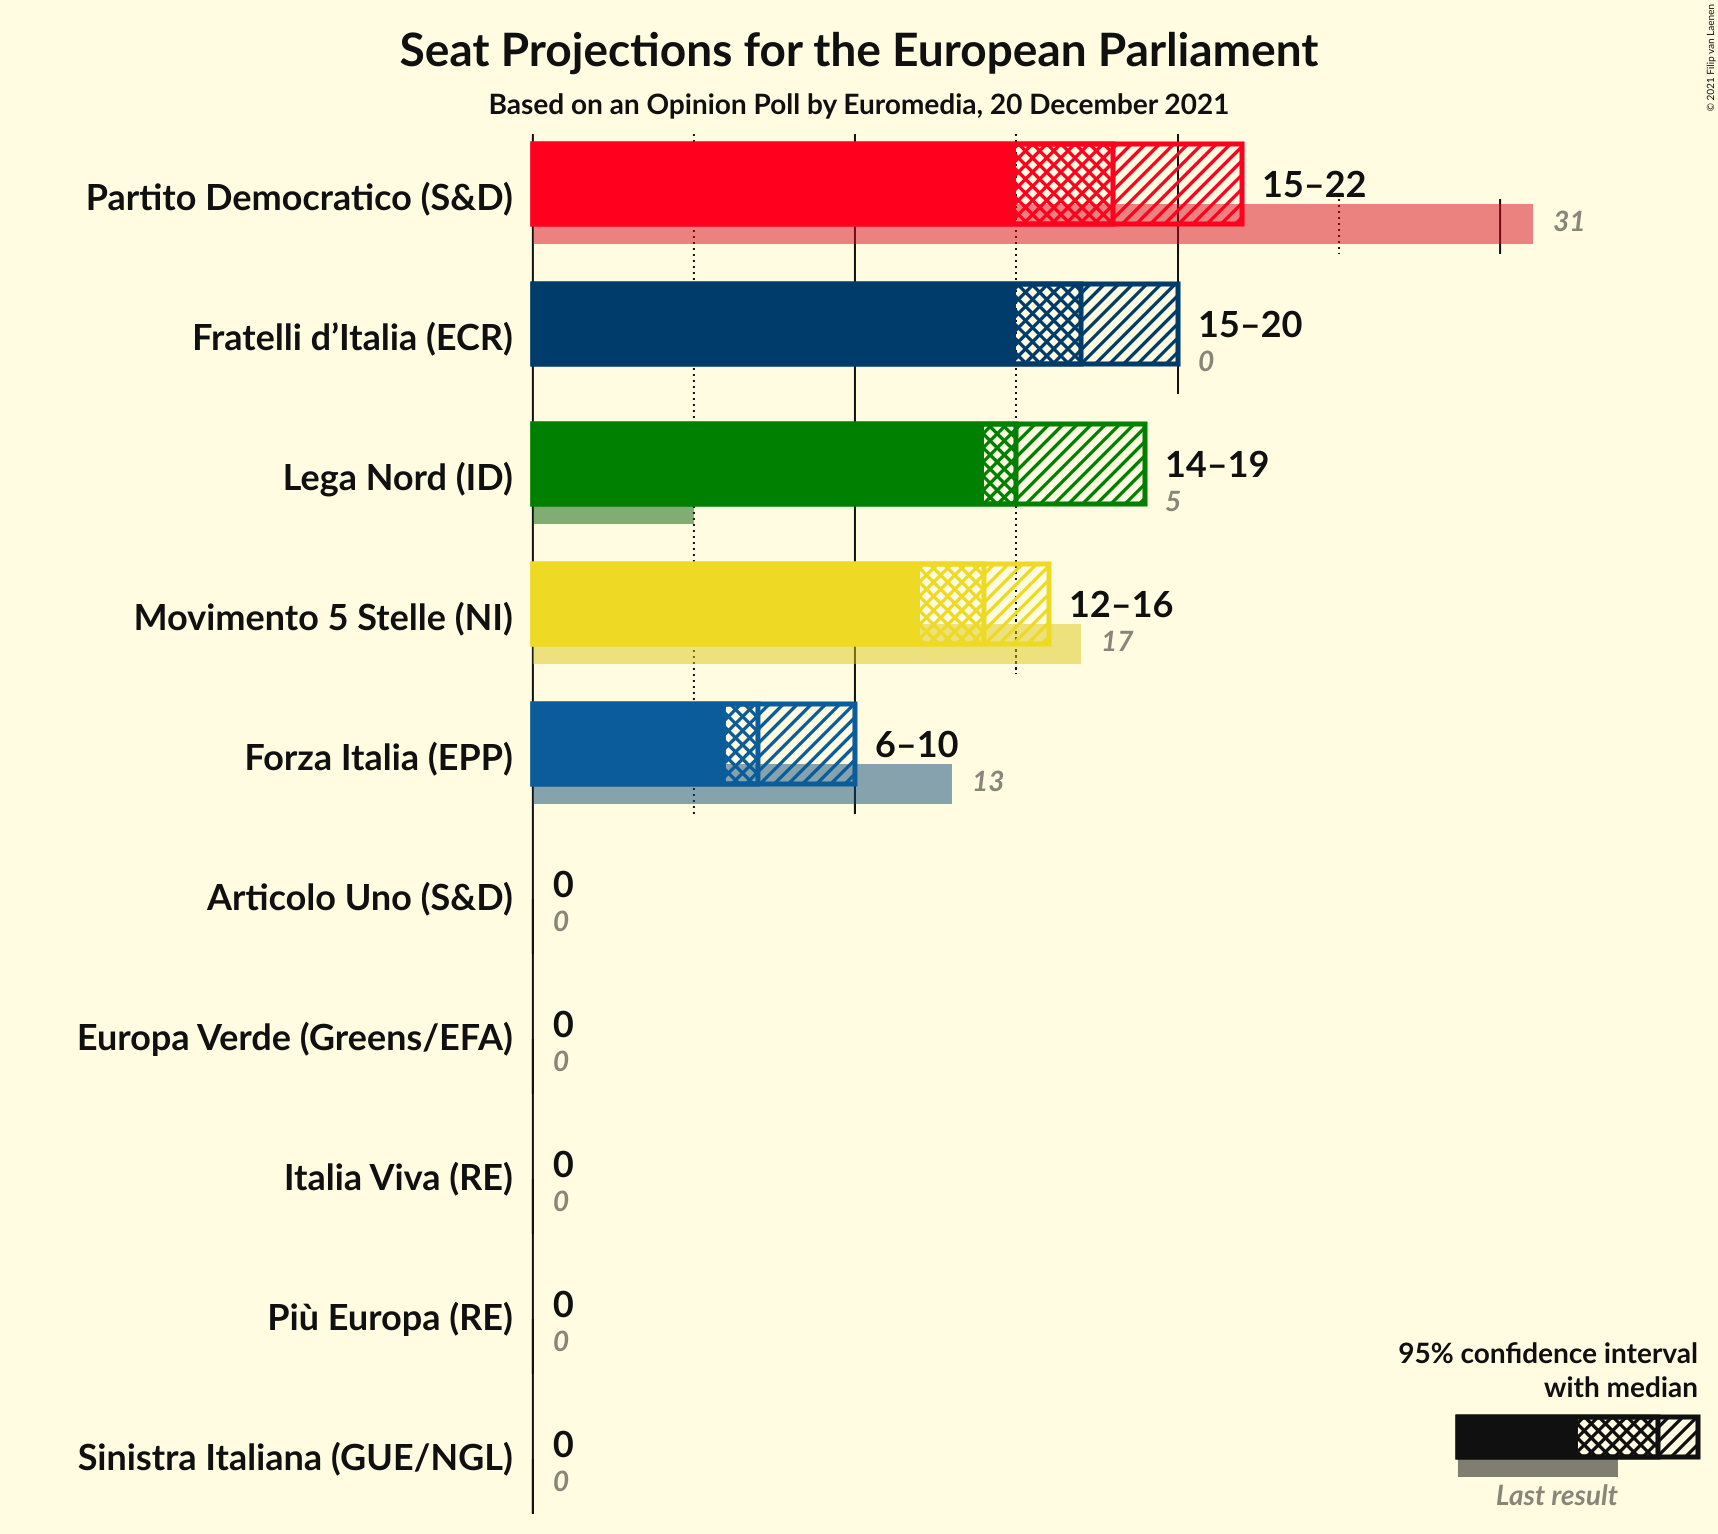 Seat Projections for the European Parliament
Based on an Opinion Poll by Euromedia, 20 December 2021
© 2021 Filip van Laenen
Partito Democratico (S&D)
15–22
31
Fratelli d’Italia (ECR)
15–20
0
Lega Nord (ID)
14–19
5
Movimento 5 Stelle (NI)
12–16
17
Forza Italia (EPP)
6–10
13
Articolo Uno (S&D)
0
0
Europa Verde (Greens/EFA)
0
0
Italia Viva (RE)
0
0
Più Europa (RE)
0
0
Sinistra Italiana (GUE/NGL)
0
0
95% confidence interval
with median
Last result